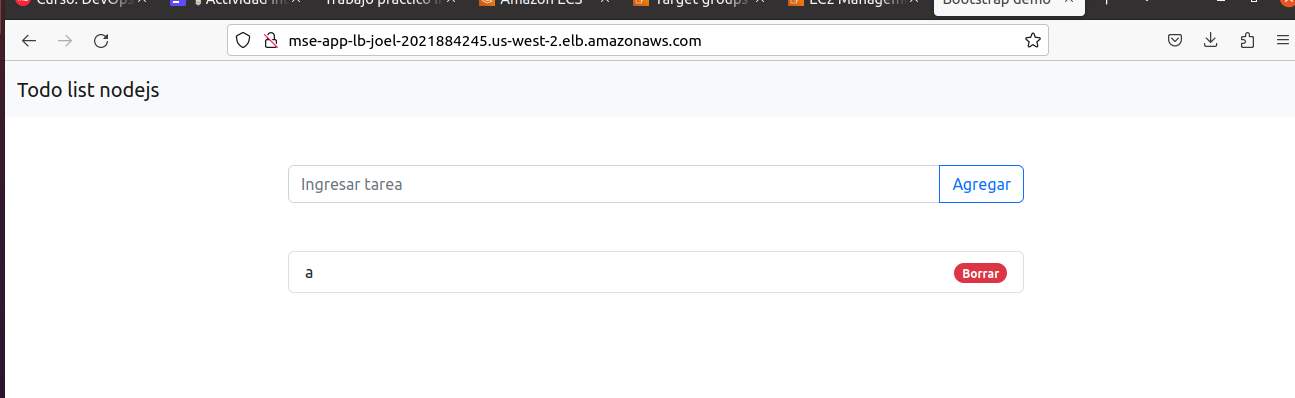 Curso: DevOps
Actividad int
Trabajo práctico
Amazon ECS
Target groups
EC2 Managem
Bootstrap demo
mse-app-lb-joel-2021884245.us-west-2.elb.amazonaws.com
Todo list nodejs
Ingresar tarea
Agregar
a
Borrar